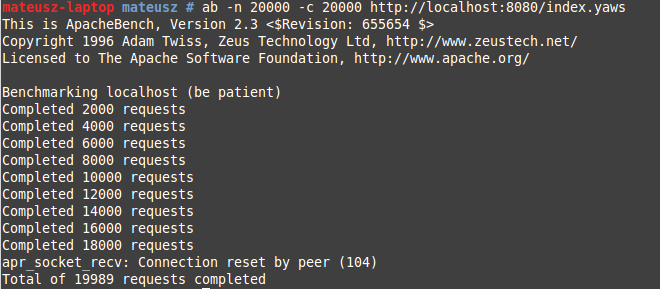 mateusz-laptop mateusz # ab -n 20000 -c 20000 http://localhost:8080/index.yaws
This is ApacheBench, Version 2.3 <$Revision: 655654 $>
Copyright 1996 Adam Twiss, Zeus Technology Ltd, http://www.zeustech.net/
Licensed to The Apache Software Foundation, http://www.apache.org/
Benchmarking localhost (be patient)
Completed 2000 requests
Completed 4000 requests
Completed 6000 requests
Completed 8000 requests
Completed 10000 requests
Completed 12000 requests
Completed 14000 requests
Completed 16000 requests
Completed 18000 requests
apr_socket_recv: Connection reset by peer (104)
Total of 19989 requests completed